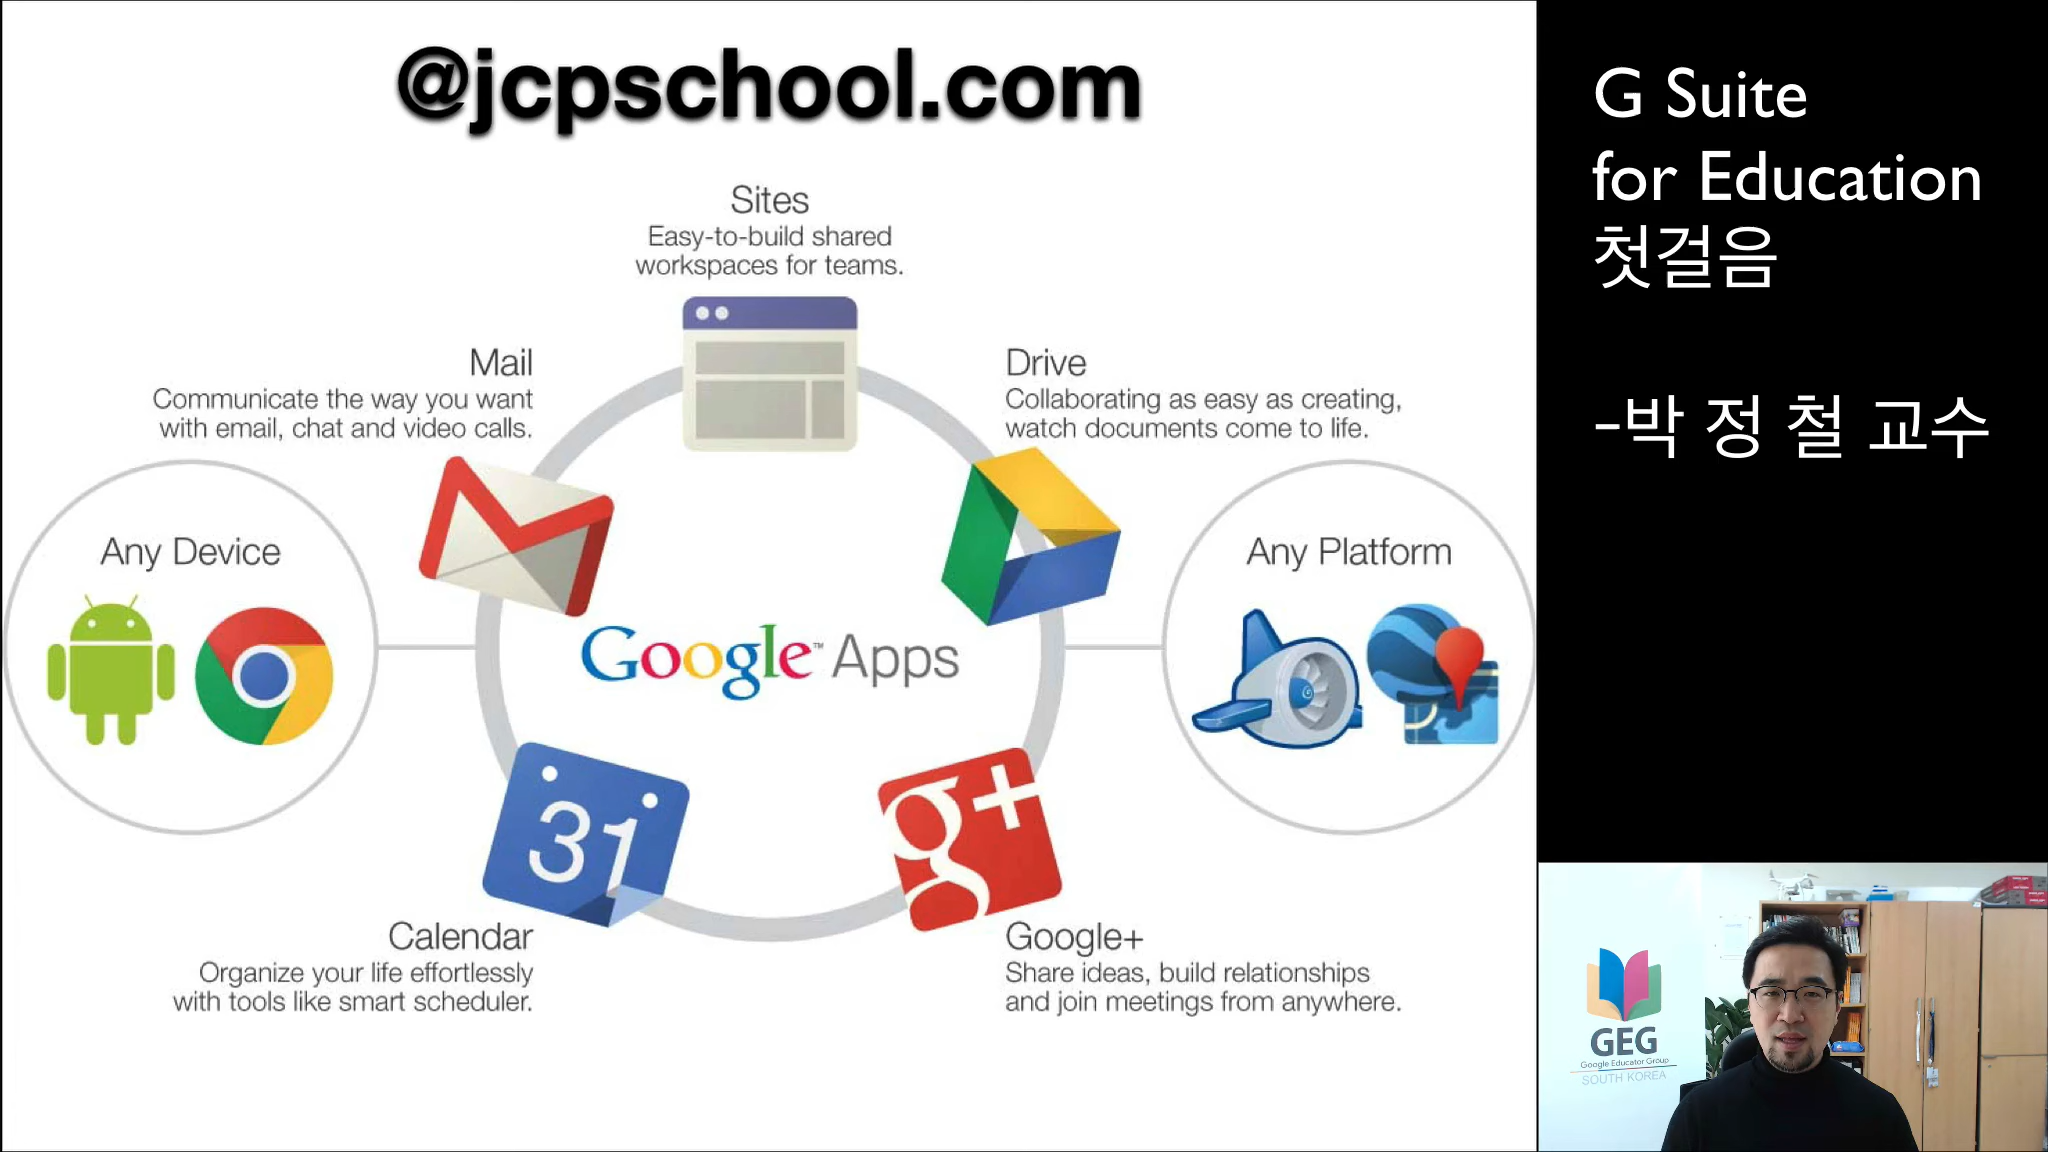 @jcpschool.com
Sites
Easy-to-build shared
workspaces for teams.
Mail
Communicate the way you want
with email, chat and video calls.
Drive
Collaborating as easy as creating,
watch documents come to life.
Any Device
Any Platform
Google™ Apps
31
g+
Calendar
Organize your life effortlessly
with tools like smart scheduler.
Google+
Share ideas, build relationships
and join meetings from anywhere.
G Suite
for Education
첫걸음
-박 정 철 교수
GEG
Google Educator Group
SOUTH KOREA